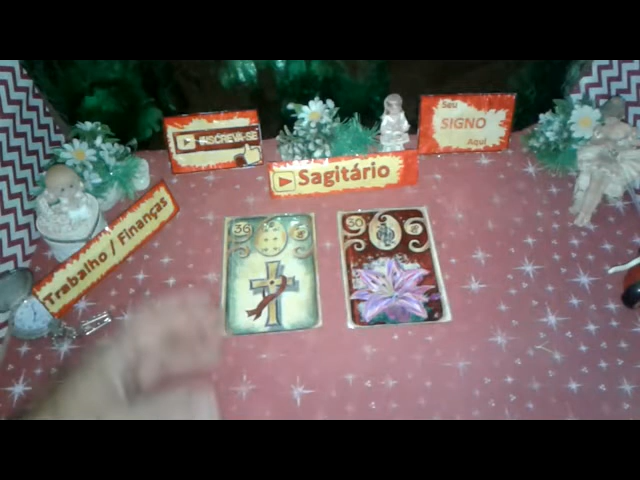 INSCREVA-SE
Seu
SIGNO
Aqui
Sagitário
Trabalho / Finanças
36
30